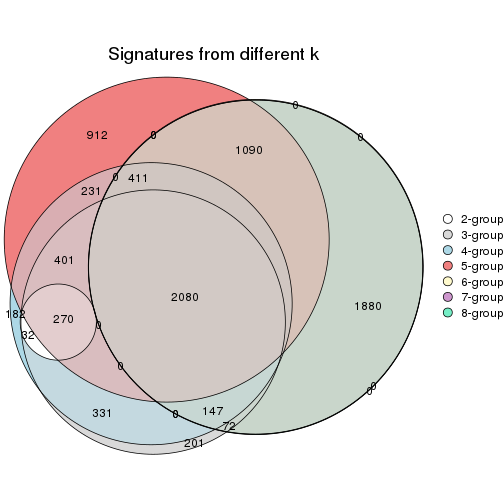 Signatures from different k
0
912
0
0
1090
0
411
231
401
2080
1880
182
270
0
32
0
0
0
331
0
147
72
201
2-group
3-group
4-group
5-group
6-group
7-group
8-group